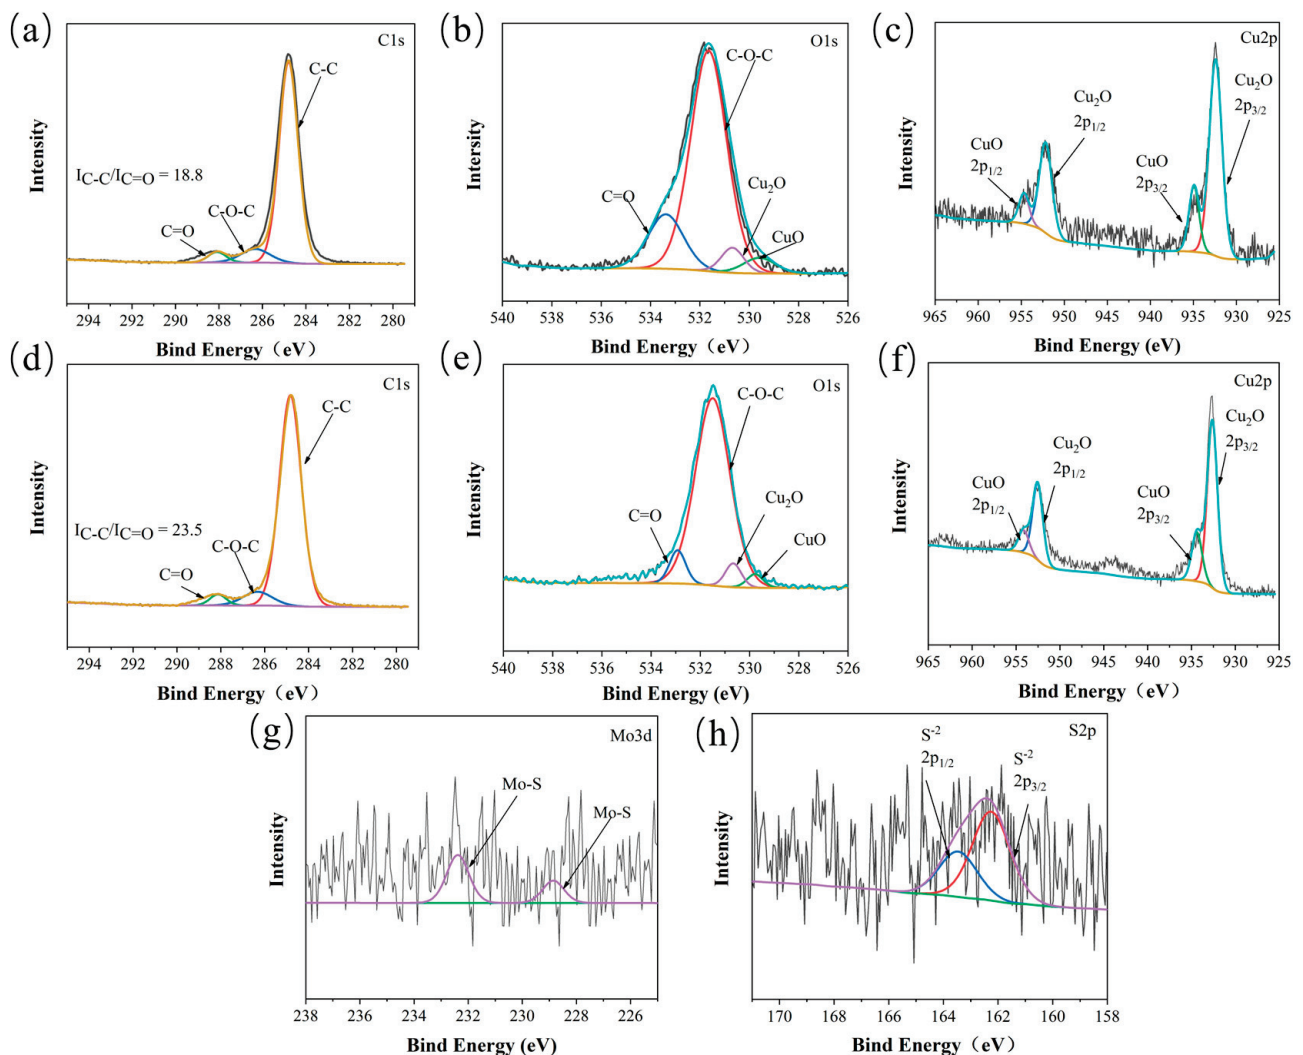 (a)
C1s
C-C
I_C-C/I_C=O = 18.8
C-O-C
C=O
Intensity
294 292 290 288 286 284 282 280
Bind Energy (eV)
(b)
O1s
C-O-C
C=O
Cu₂O
CuO
Intersity
540 538 536 534 532 530 528 526
Bind Energy (eV)
(c)
Cu2p
Cu₂O
2p₃/₂
Cu₂O
2p₁/₂
CuO
2p₁/₂
CuO
2p₃/₂
Intensity
965 960 955 950 945 940 935 930 925
Bind Energy (eV)
(d)
C1s
C-C
I_C-C/I_C=O = 23.5
C-O-C
C=O
Intensity
294 292 290 288 286 284 282 280
Bind Energy (eV)
(e)
O1s
C-O-C
C=O
Cu₂O
CuO
Intensity
540 538 536 534 532 530 528 526
Bind Energy (eV)
(f)
Cu2p
Cu₂O
2p₃/₂
Cu₂O
2p₁/₂
CuO
2p₁/₂
CuO
2p₃/₂
Intensity
965 960 955 950 945 940 935 930 925
Bind Energy (eV)
(g)
Mo3d
Mo-S
Mo-S
Intensity
238 236 234 232 230 228 226
Bind Energy (eV)
(h)
S2p
S⁻²
2p₁/₂
S⁻²
2p₃/₂
Intensity
170 168 166 164 162 160 158
Bind Energy (eV)